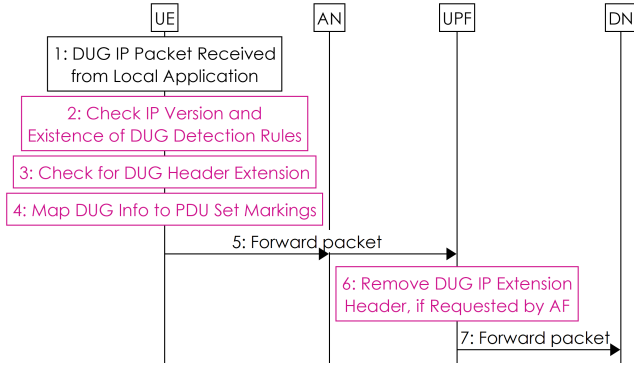 UE
AN
UPF
DN
1: DUG IP Packet Received
from Local Application
2: Check IP Version and
Existence of DUG Detection Rules
3: Check for DUG Header Extension
4: Map DUG Info to PDU Set Markings
5: Forward packet
6: Remove DUG IP Extension
Header, if Requested by AF
7: Forward packet